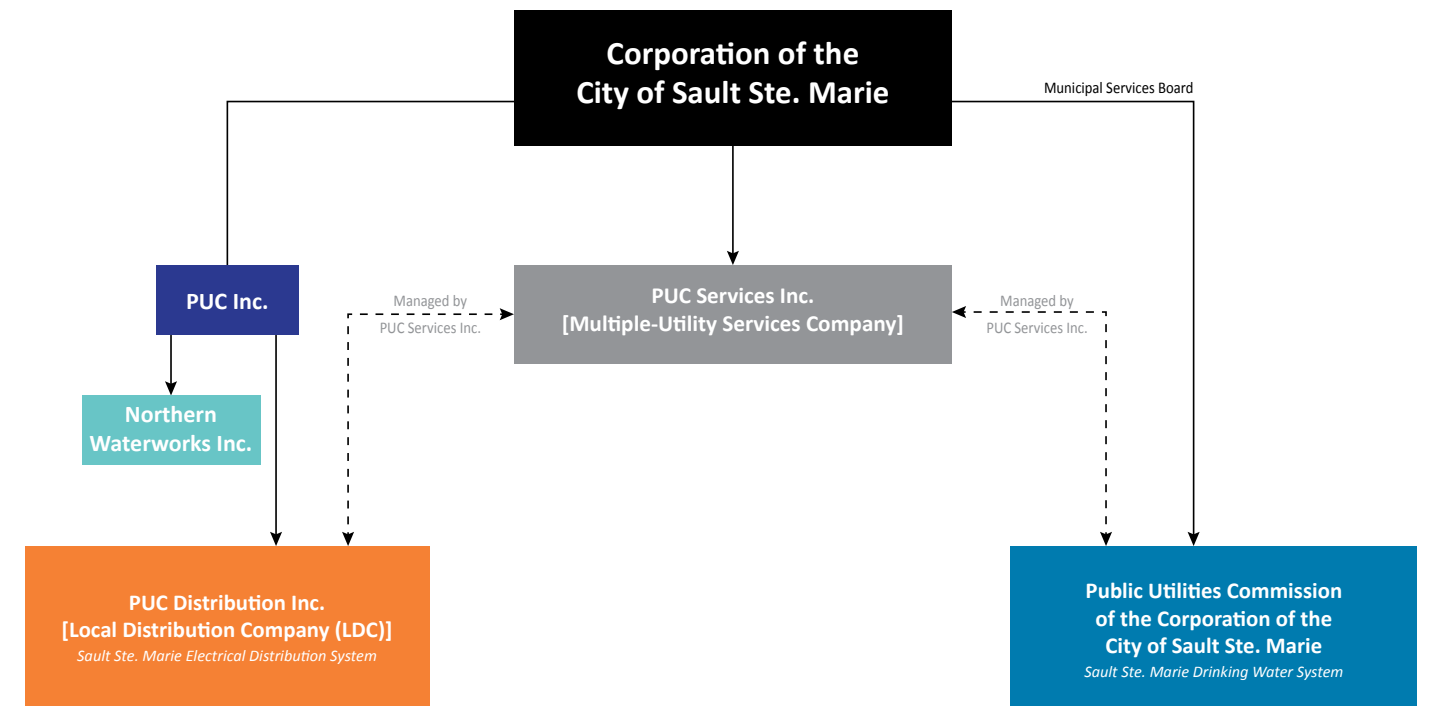 Corporation of the
City of Sault Ste. Marie
Municipal Services Board
PUC Inc.
Managed by
PUC Services Inc.
PUC Services Inc.
[Multiple-Utility Services Company]
Managed by
PUC Services Inc.
Northern
Waterworks Inc.
PUC Distribution Inc.
[Local Distribution Company (LDC)]
Sault Ste. Marie Electrical Distribution System
Public Utilities Commission
of the Corporation of the
City of Sault Ste. Marie
Sault Ste. Marie Drinking Water System